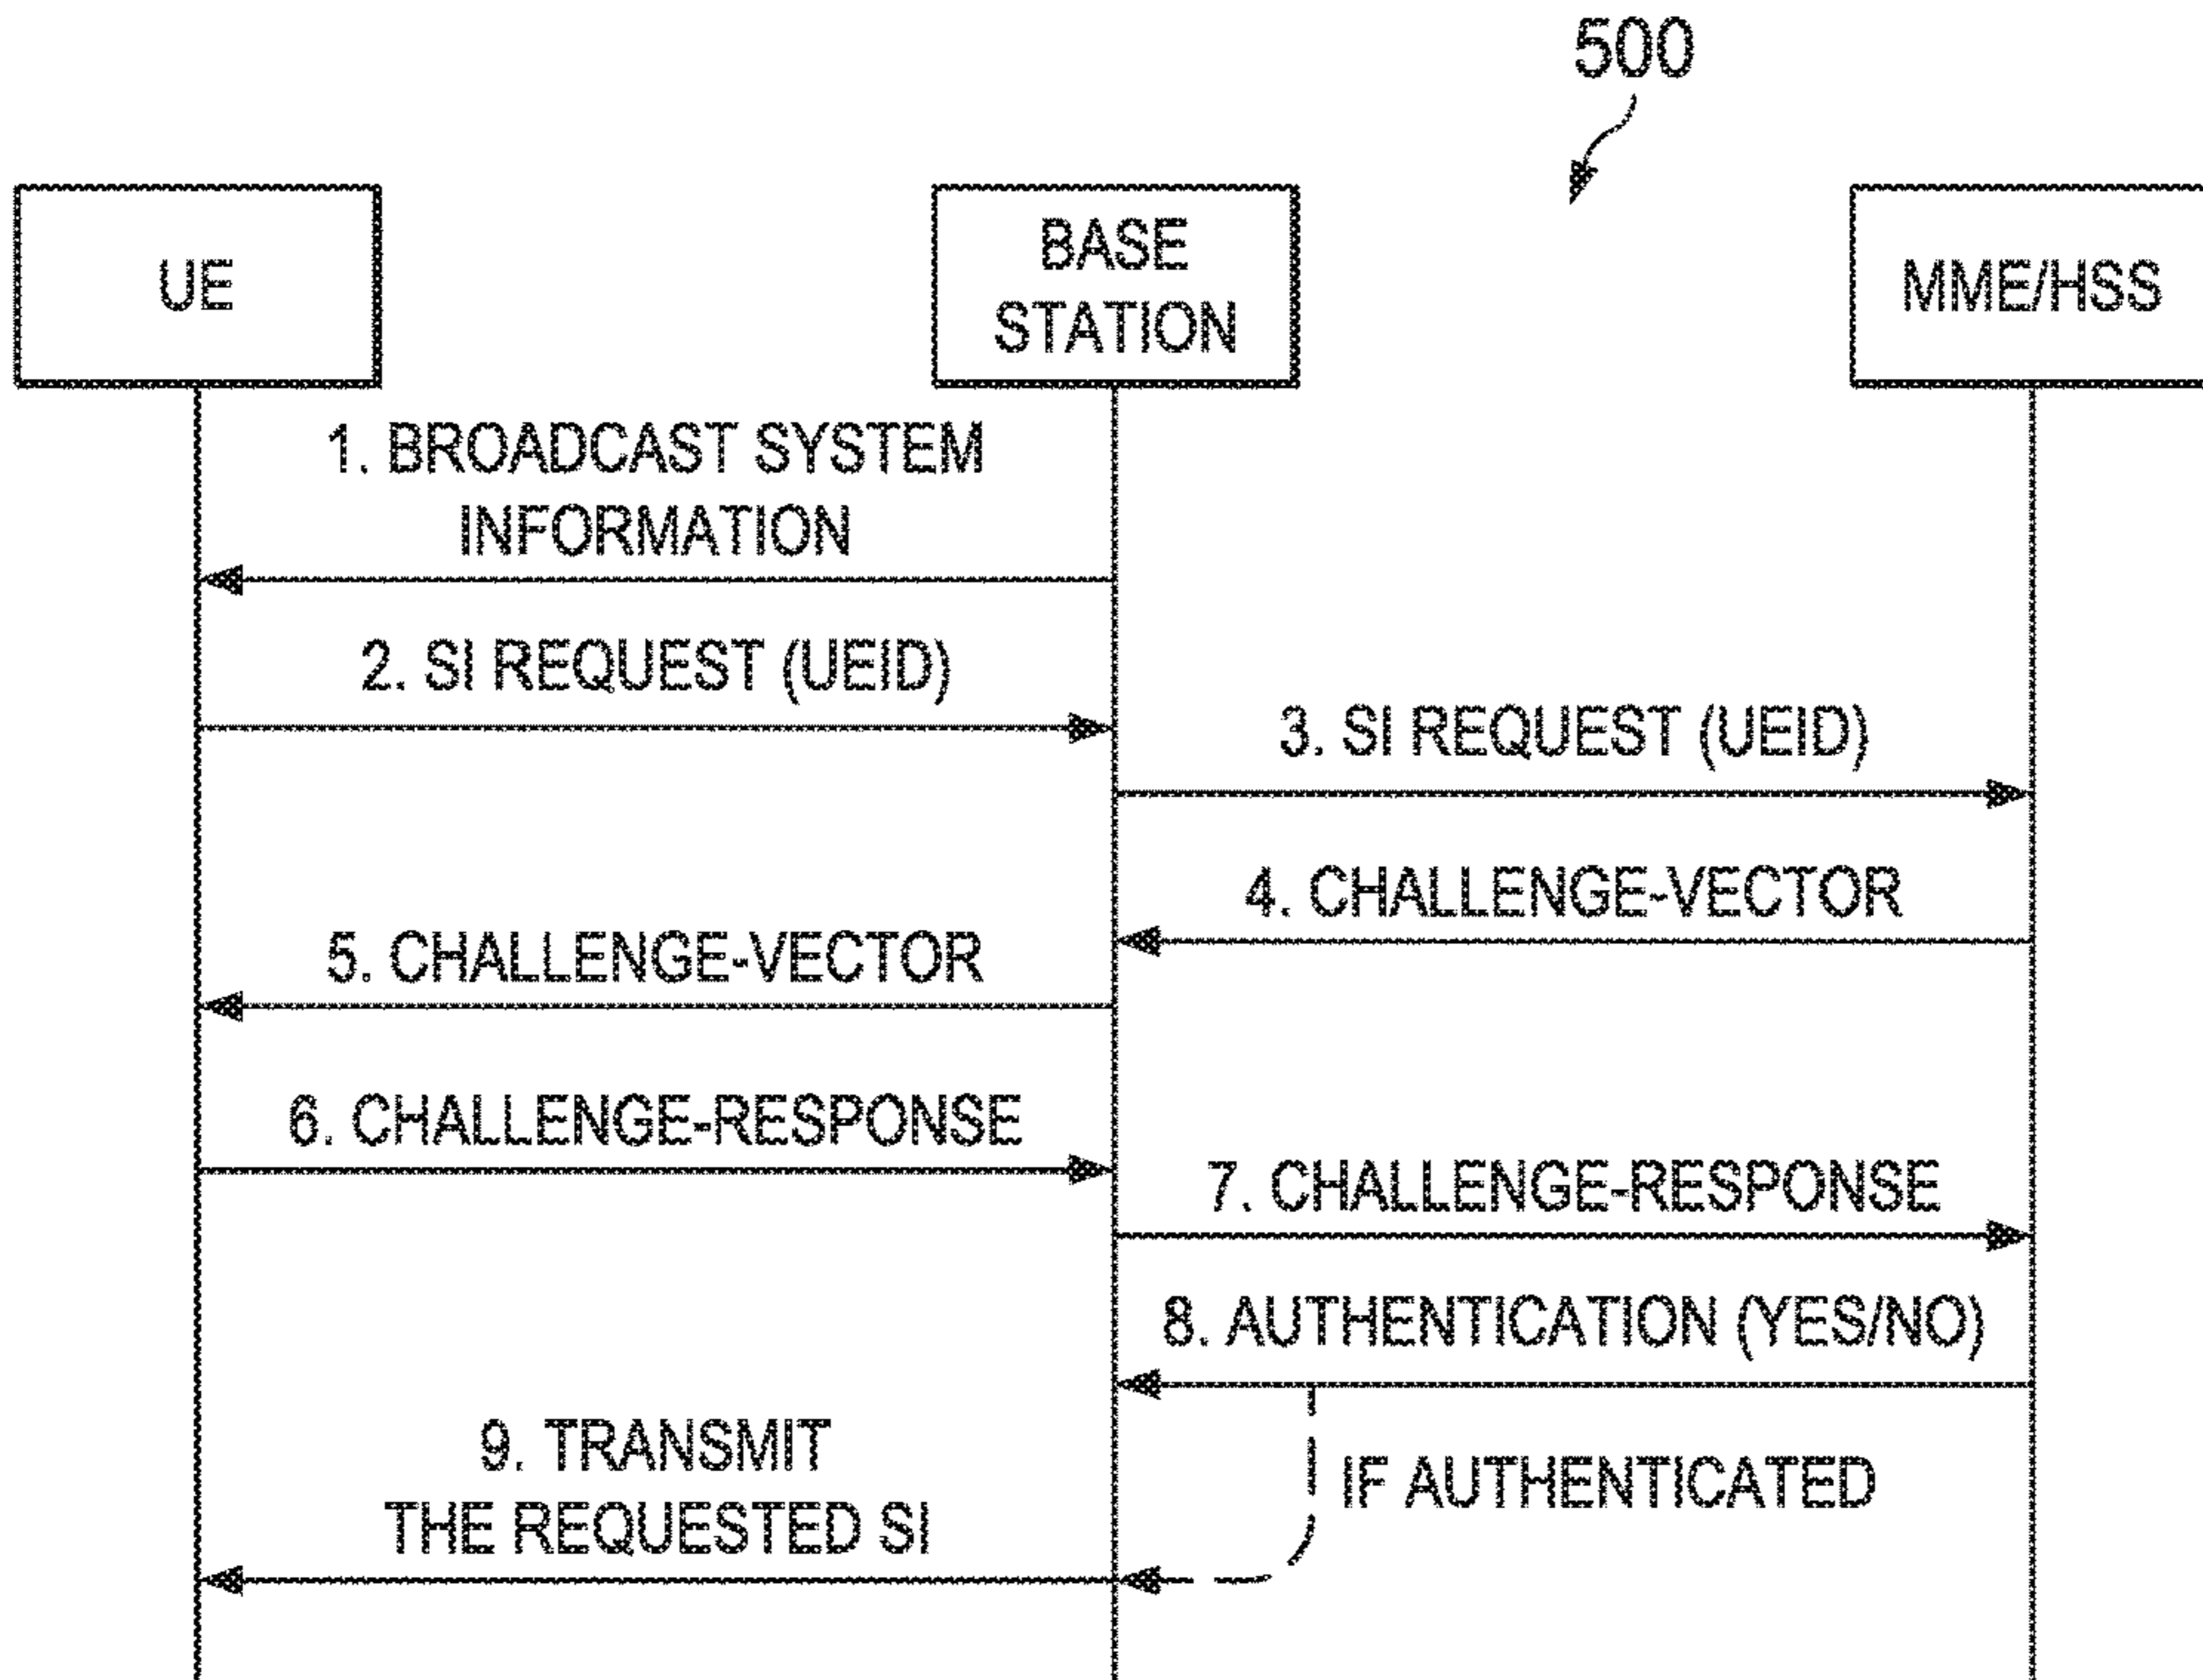 500
UE
BASE
STATION
MME/HSS
1. BROADCAST SYSTEM
INFORMATION
2. SI REQUEST (UEID)
3. SI REQUEST (UEID)
4. CHALLENGE-VECTOR
5. CHALLENGE-VECTOR
6. CHALLENGE-RESPONSE
7. CHALLENGE-RESPONSE
8. AUTHENTICATION (YES/NO)
9. TRANSMIT
THE REQUESTED SI
IF AUTHENTICATED